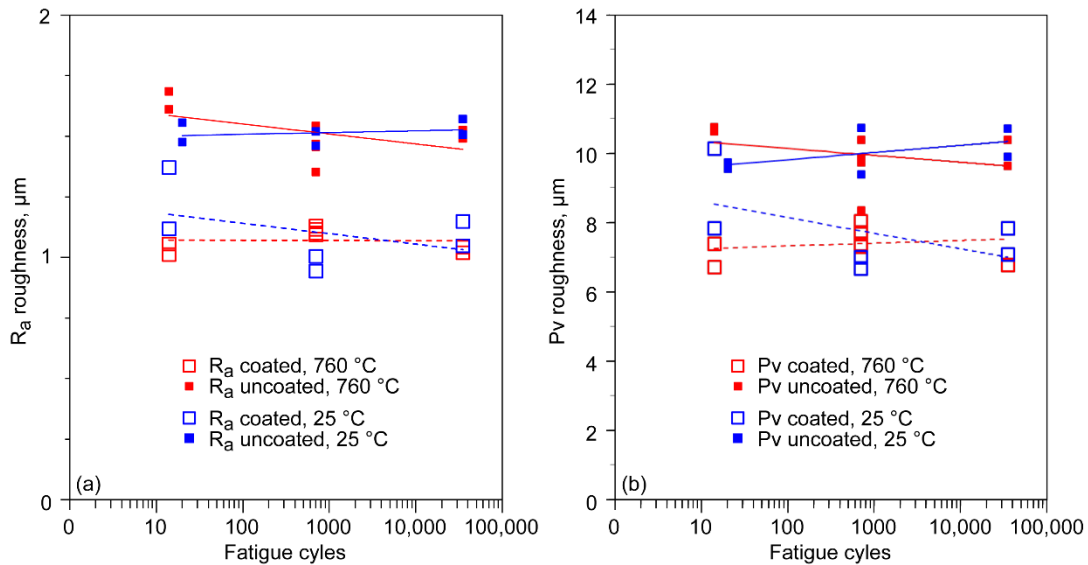 2
1
0
Rₐ roughness, µm
Rₐ coated, 760 °C
Rₐ uncoated, 760 °C
Rₐ coated, 25 °C
Rₐ uncoated, 25 °C
(a)
0 10 100 1000 10,000 100,000
Fatigue cyles
14
12
10
8
6
4
2
0
Pv roughness, µm
Pv coated, 760 °C
Pv uncoated, 760 °C
Pv coated, 25 °C
Pv uncoated, 25 °C
(b)
0 10 100 1000 10,000 100,000
Fatigue cyles